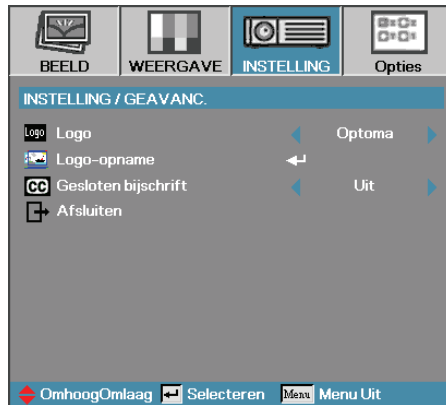 BEELD WEERGAVE INSTELLING Opties
INSTELLING / GEAVANC.
Logo Logo Optoma
Logo-opname
CC Gesloten bijschrift Uit
Afsluiten
OmhoogOmlaag Selecteren Menu Menu Uit